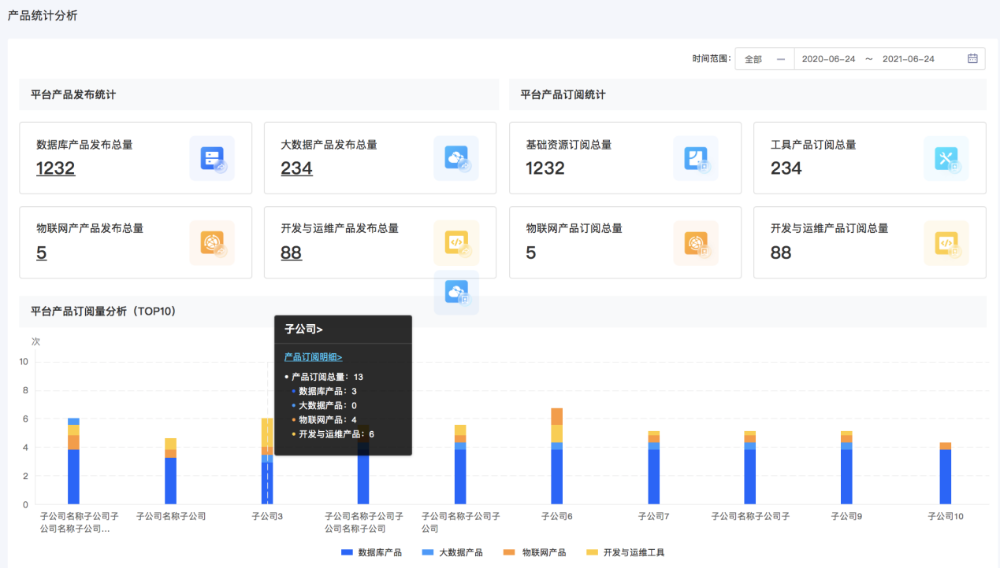 产品统计分析
时间范围： 全部 — 2020-06-24 ～ 2021-06-24
平台产品发布统计
平台产品订阅统计
数据库产品发布总量
1232
大数据产品发布总量
234
基础资源订阅总量
1232
工具产品订阅总量
234
物联网产产品发布总量
5
开发与运维产品发布总量
88
物联网产品订阅总量
5
开发与运维产品订阅总量
88
平台产品订阅量分析（TOP10）
次
10
8
6
4
2
0
子公司>
产品订阅明细>
产品订阅总量：13
数据库产品：3
大数据产品：0
物联网产品：4
开发与运维产品：6
子公司名称子公司子
公司名称子公司...
子公司名称子公司
子公司3
子公司名称子公司子
公司名称子公司
子公司名称子公司子
公司
子公司6
子公司7
子公司名称子公司子
子公司9
子公司10
数据库产品 大数据产品 物联网产品 开发与运维工具